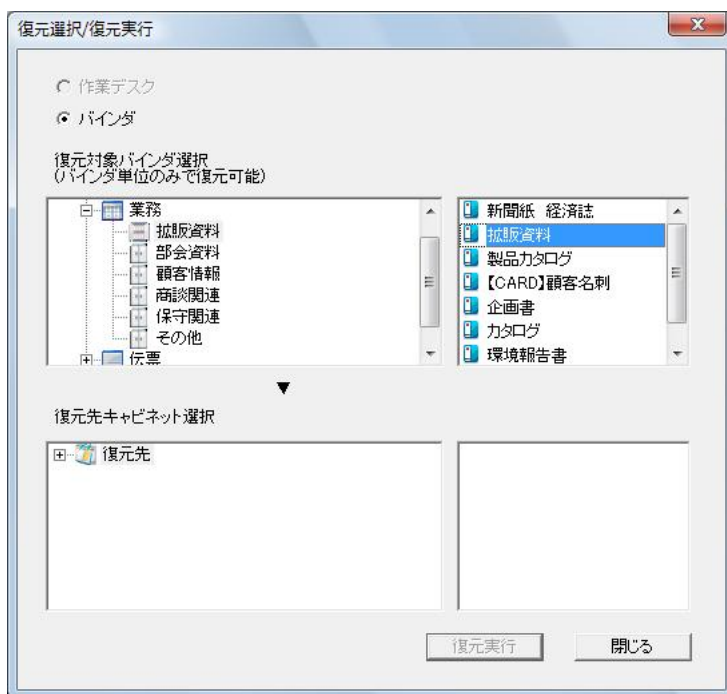 復元選択/復元実行
作業デスク
バインダ
復元対象バインダ選択
(バインダ単位のみで復元可能)
業務
拡販資料
部会資料
顧客情報
商談関連
保守関連
その他
伝票
新聞紙 経済誌
拡販資料
製品カタログ
【CARD】顧客名刺
企画書
カタログ
環境報告書
▼
復元先キャビネット選択
復元先
復元実行
閉じる